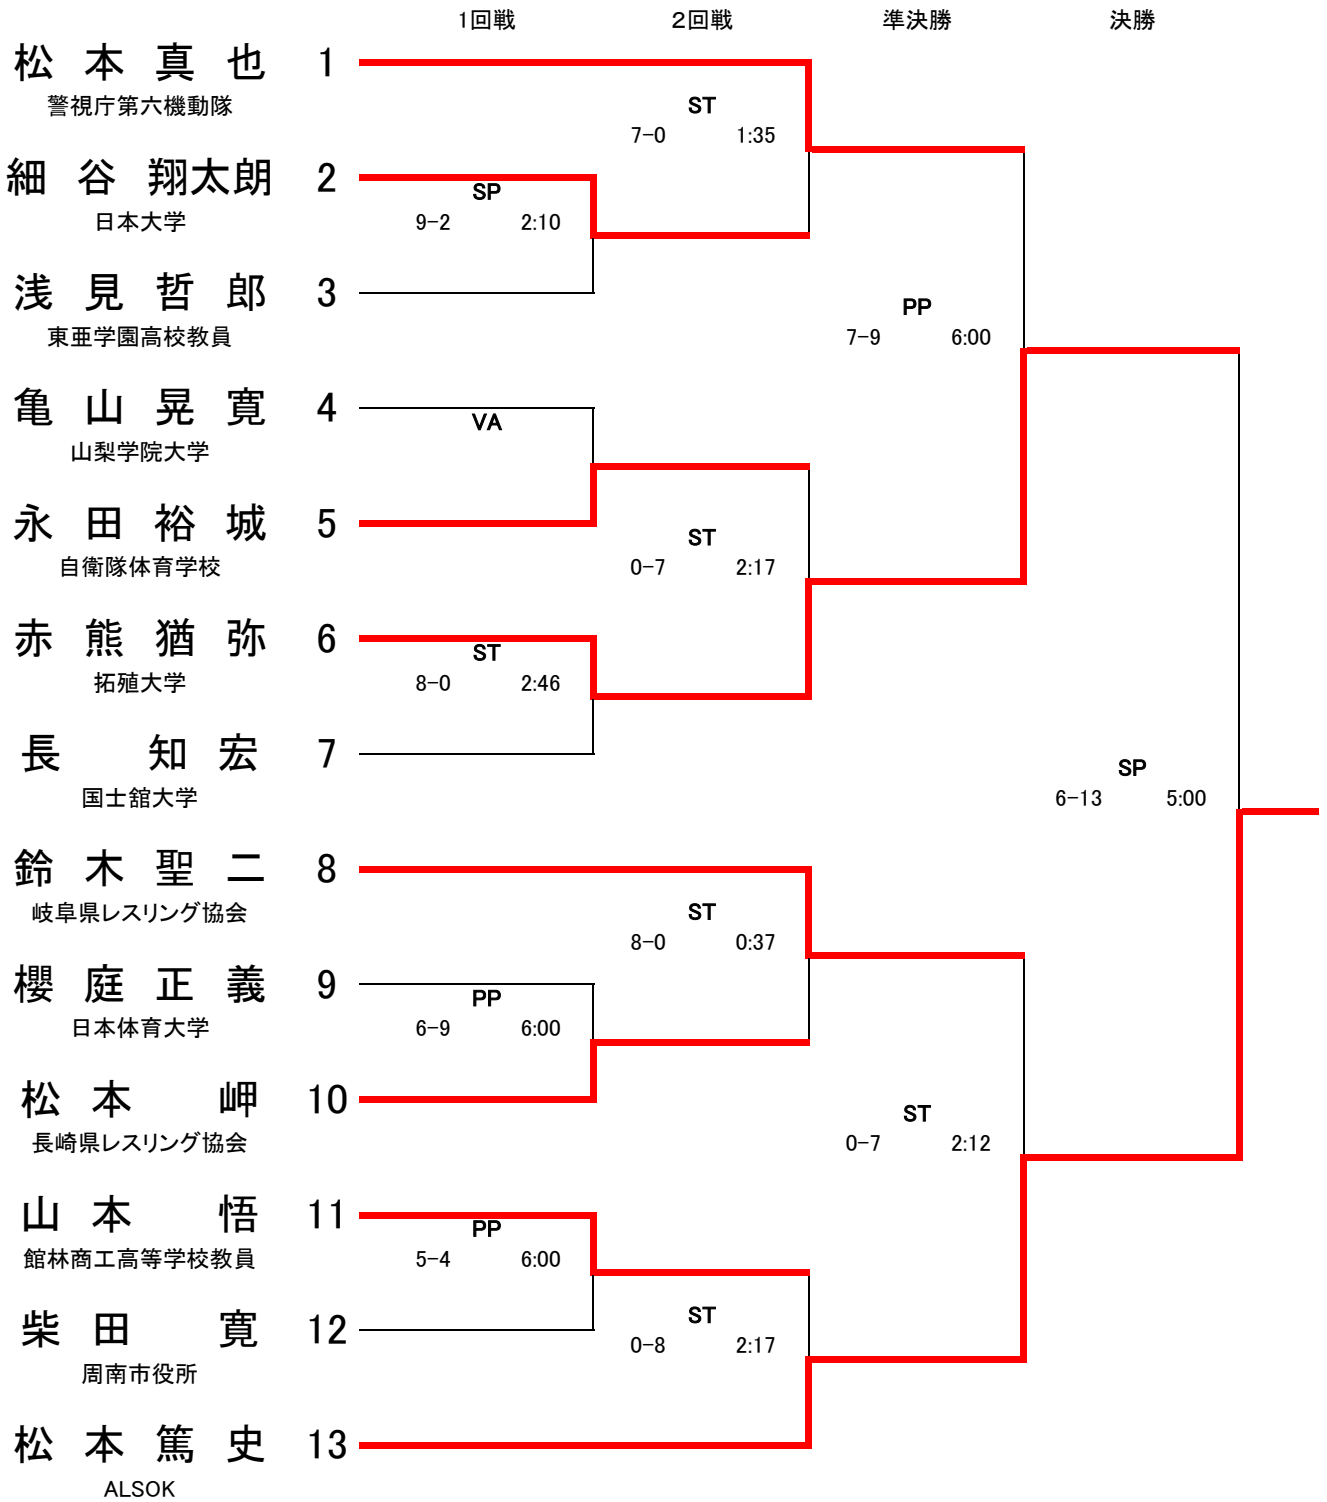 1回戦 2回戦 準決勝 決勝
松本真也 1
警視庁第六機動隊
ST
7-0 1:35
細谷翔太朗 2
日本大学
SP
9-2 2:10
浅見哲郎 3
東亜学園高校教員
PP
7-9 6:00
亀山晃寛 4
山梨学院大学
VA
永田裕城 5
自衛隊体育学校
ST
0-7 2:17
赤熊猶弥 6
拓殖大学
ST
8-0 2:46
長知宏 7
国士舘大学
SP
6-13 5:00
鈴木聖二 8
岐阜県レスリング協会
ST
8-0 0:37
櫻庭正義 9
日本体育大学
PP
6-9 6:00
松本岬 10
長崎県レスリング協会
ST
0-7 2:12
山本悟 11
館林商工高等学校教員
PP
5-4 6:00
柴田寛 12
周南市役所
ST
0-8 2:17
松本篤史 13
ALSOK